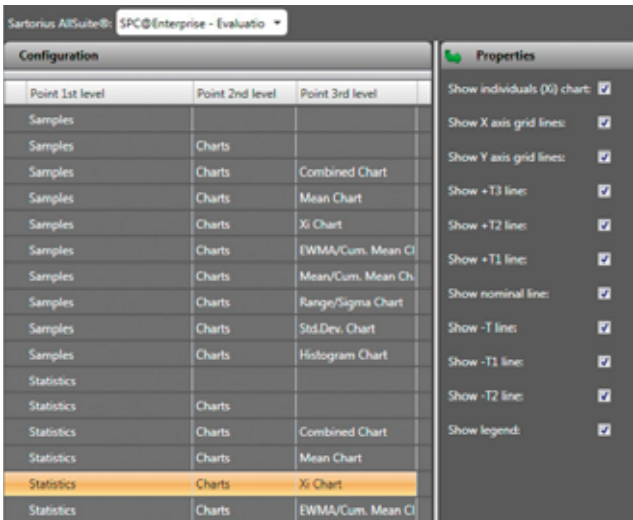 Sartorius AllSuite®: SPC@Enterprise - Evaluatio
Configuration
Point 1st level Point 2nd level Point 3rd level
Samples
Samples Charts
Samples Charts Combined Chart
Samples Charts Mean Chart
Samples Charts Xi Chart
Samples Charts EWMA/Cum. Mean Cl
Samples Charts Mean/Cum. Mean Ch
Samples Charts Range/Sigma Chart
Samples Charts Std.Dev. Chart
Samples Charts Histogram Chart
Statistics
Statistics Charts
Statistics Charts Combined Chart
Statistics Charts Mean Chart
Statistics Charts Xi Chart
Statistics Charts EWMA/Cum. Mean Cl
Properties
Show individuals (Xi) chart:
Show X axis grid lines:
Show Y axis grid lines:
Show +T3 line:
Show +T2 line:
Show +T1 line:
Show nominal line:
Show -T line:
Show -T1 line:
Show -T2 line:
Show legend: